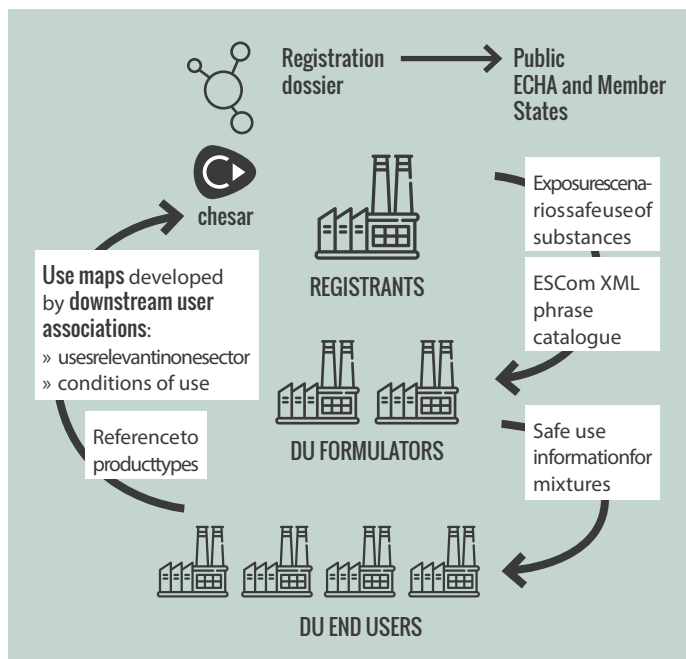 Registration
dossier
Public
ECHA and Member
States
chesar
REGISTRANTS
Exposurescena-
riossafeuseof
substances
ESCom XML
phrase
catalogue
Use maps developed
by downstream user
associations:
» usesrelevantinonesector
» conditions of use
Referenceto
producttypes
DU FORMULATORS
Safe use
informationfor
mixtures
DU END USERS